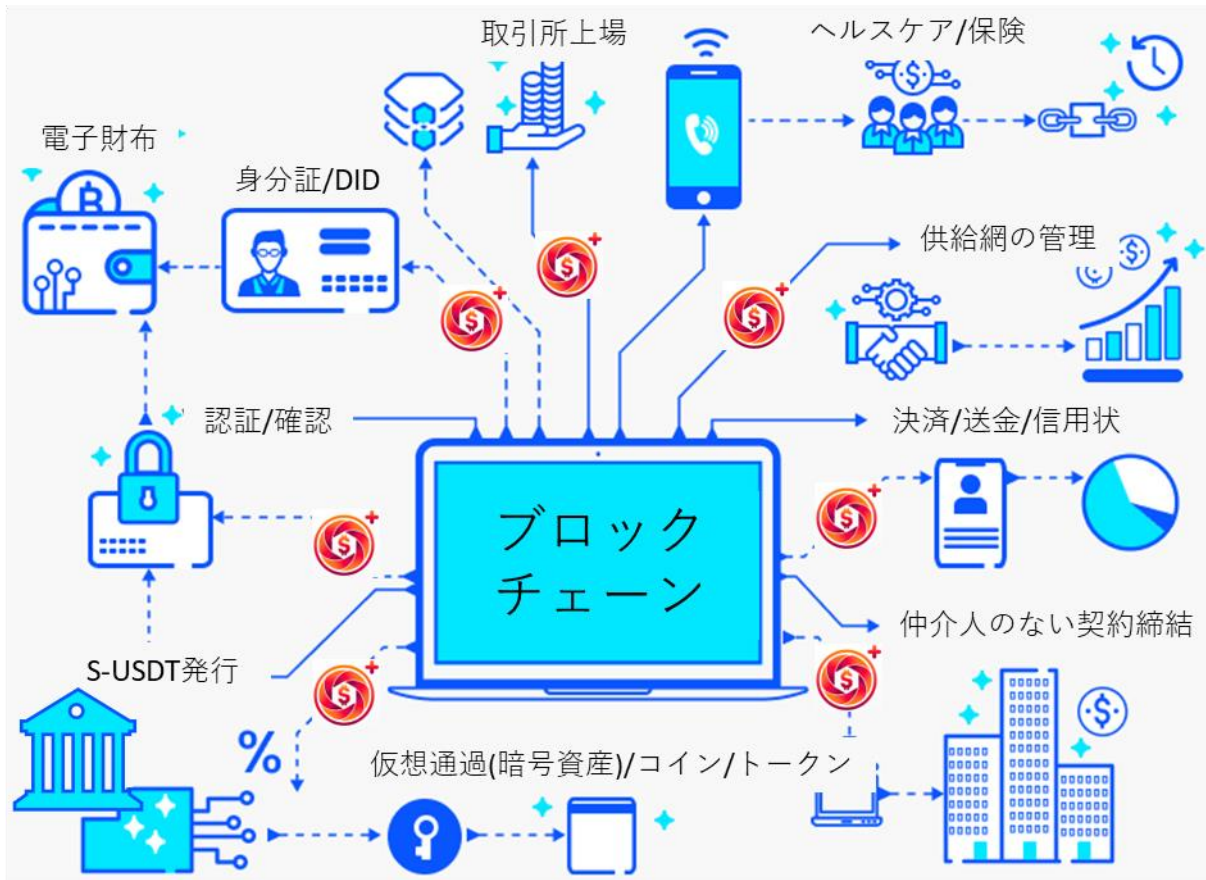 取引所上場
ヘルスケア/保険
電子財布
身分証/DID
供給網の管理
認証/確認
決済/送金/信用状
ブロック
チェーン
仲介人のない契約締結
S-USDT発行
%
仮想通過(暗号資産)/コイン/トークン